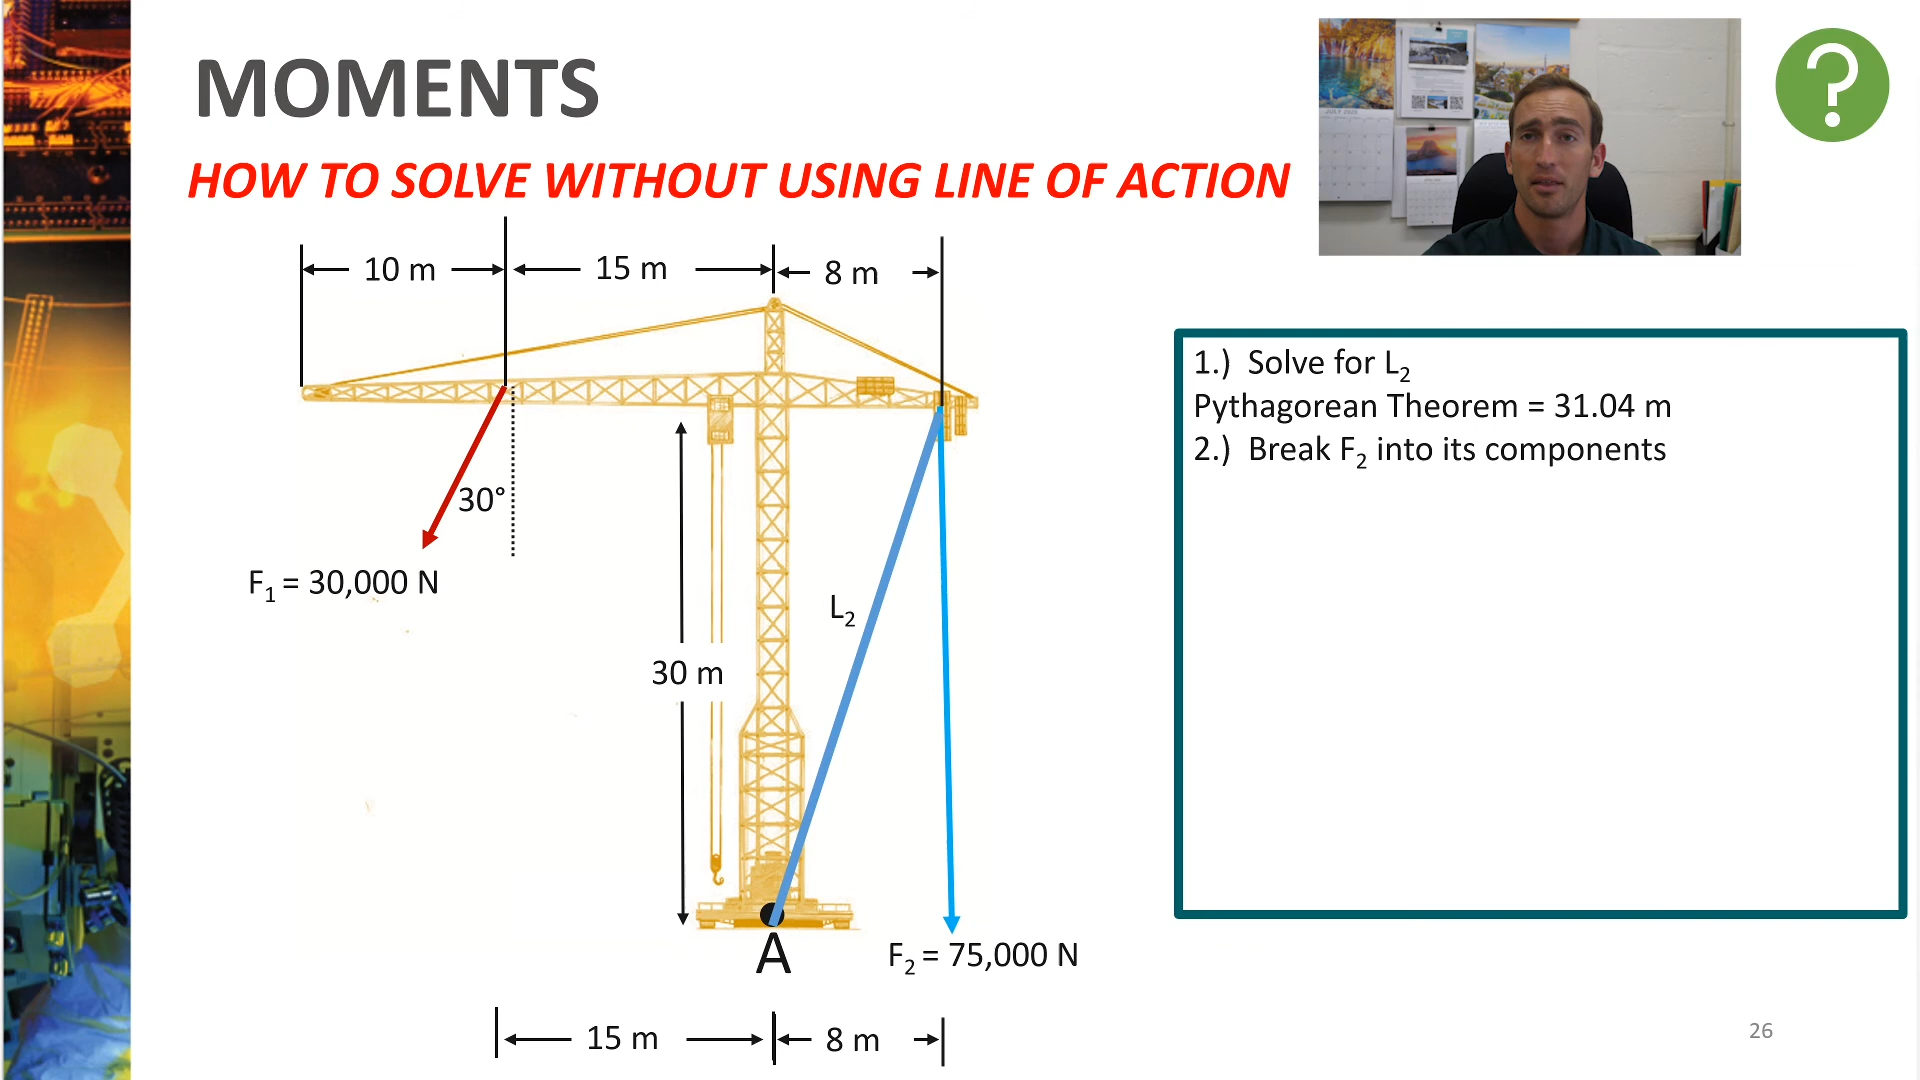 MOMENTS
HOW TO SOLVE WITHOUT USING LINE OF ACTION
10 m
15 m
8 m
1.) Solve for L2
Pythagorean Theorem = 31.04 m
2.) Break F2 into its components
30°
F1 = 30,000 N
L2
30 m
A
F2 = 75,000 N
15 m
8 m
26